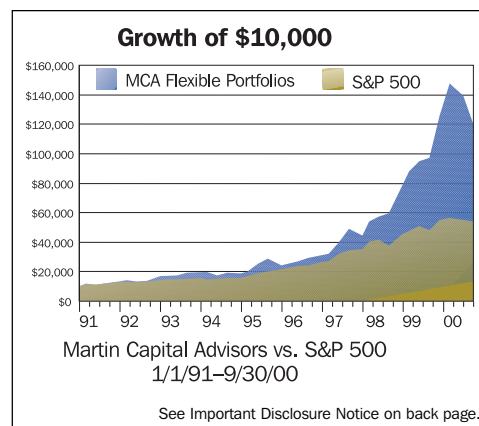 Growth of $10,000
MCA Flexible Portfolios S&P 500
$160,000
$140,000
$120,000
$100,000
$80,000
$60,000
$40,000
$20,000
$0
91 92 93 94 95 96 97 98 99 00
Martin Capital Advisors vs. S&P 500
1/1/91–9/30/00
See Important Disclosure Notice on back page.